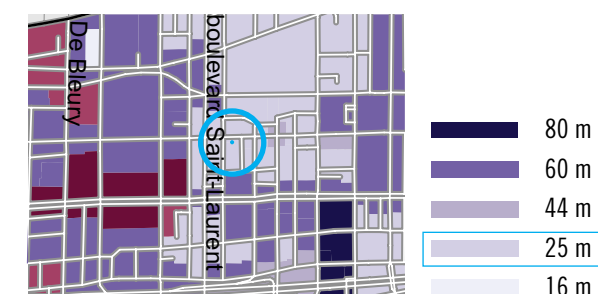 De Bleury
boulevard Saint-Laurent
80 m
60 m
44 m
25 m
16 m